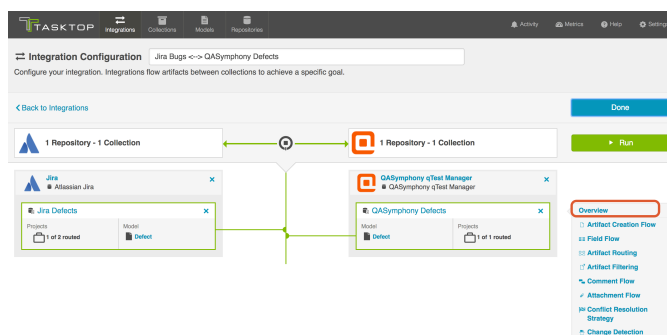 TASKTOP
Integrations
Collections
Models
Repositories
Activity
Metrics
Help
Settings
Integration Configuration
Jira Bugs <--> QASymphony Defects
Configure your integration. Integrations flow artifacts between collections to achieve a specific goal.
Back to Integrations
Done
1 Repository - 1 Collection
1 Repository - 1 Collection
Run
Jira
Atlassian Jira
QASymphony qTest Manager
QASymphony qTest Manager
Jira Defects
QASymphony Defects
Projects
1 of 2 routed
Model
Defect
Model
Defect
Projects
1 of 1 routed
Overview
Artifact Creation Flow
Field Flow
Artifact Routing
Artifact Filtering
Comment Flow
Attachment Flow
Conflict Resolution
Strategy
Change Detection